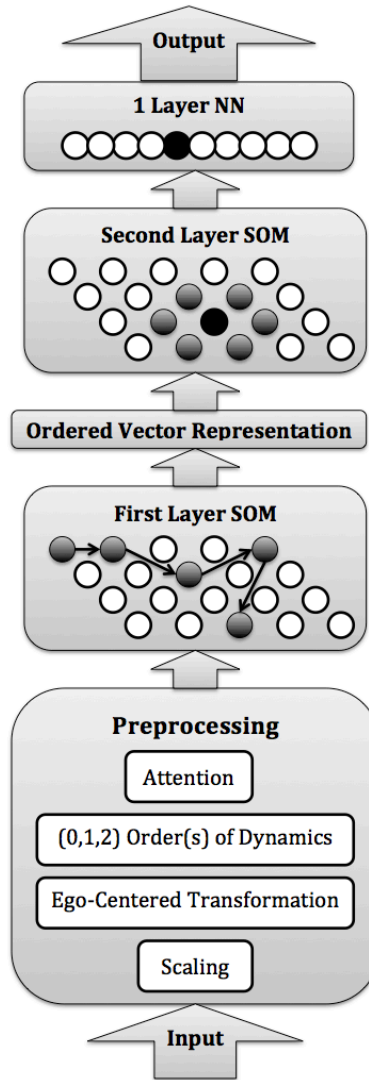 Output
1 Layer NN
Second Layer SOM
Ordered Vector Representation
First Layer SOM
Preprocessing
Attention
(0,1,2) Order(s) of Dynamics
Ego-Centered Transformation
Scaling
Input